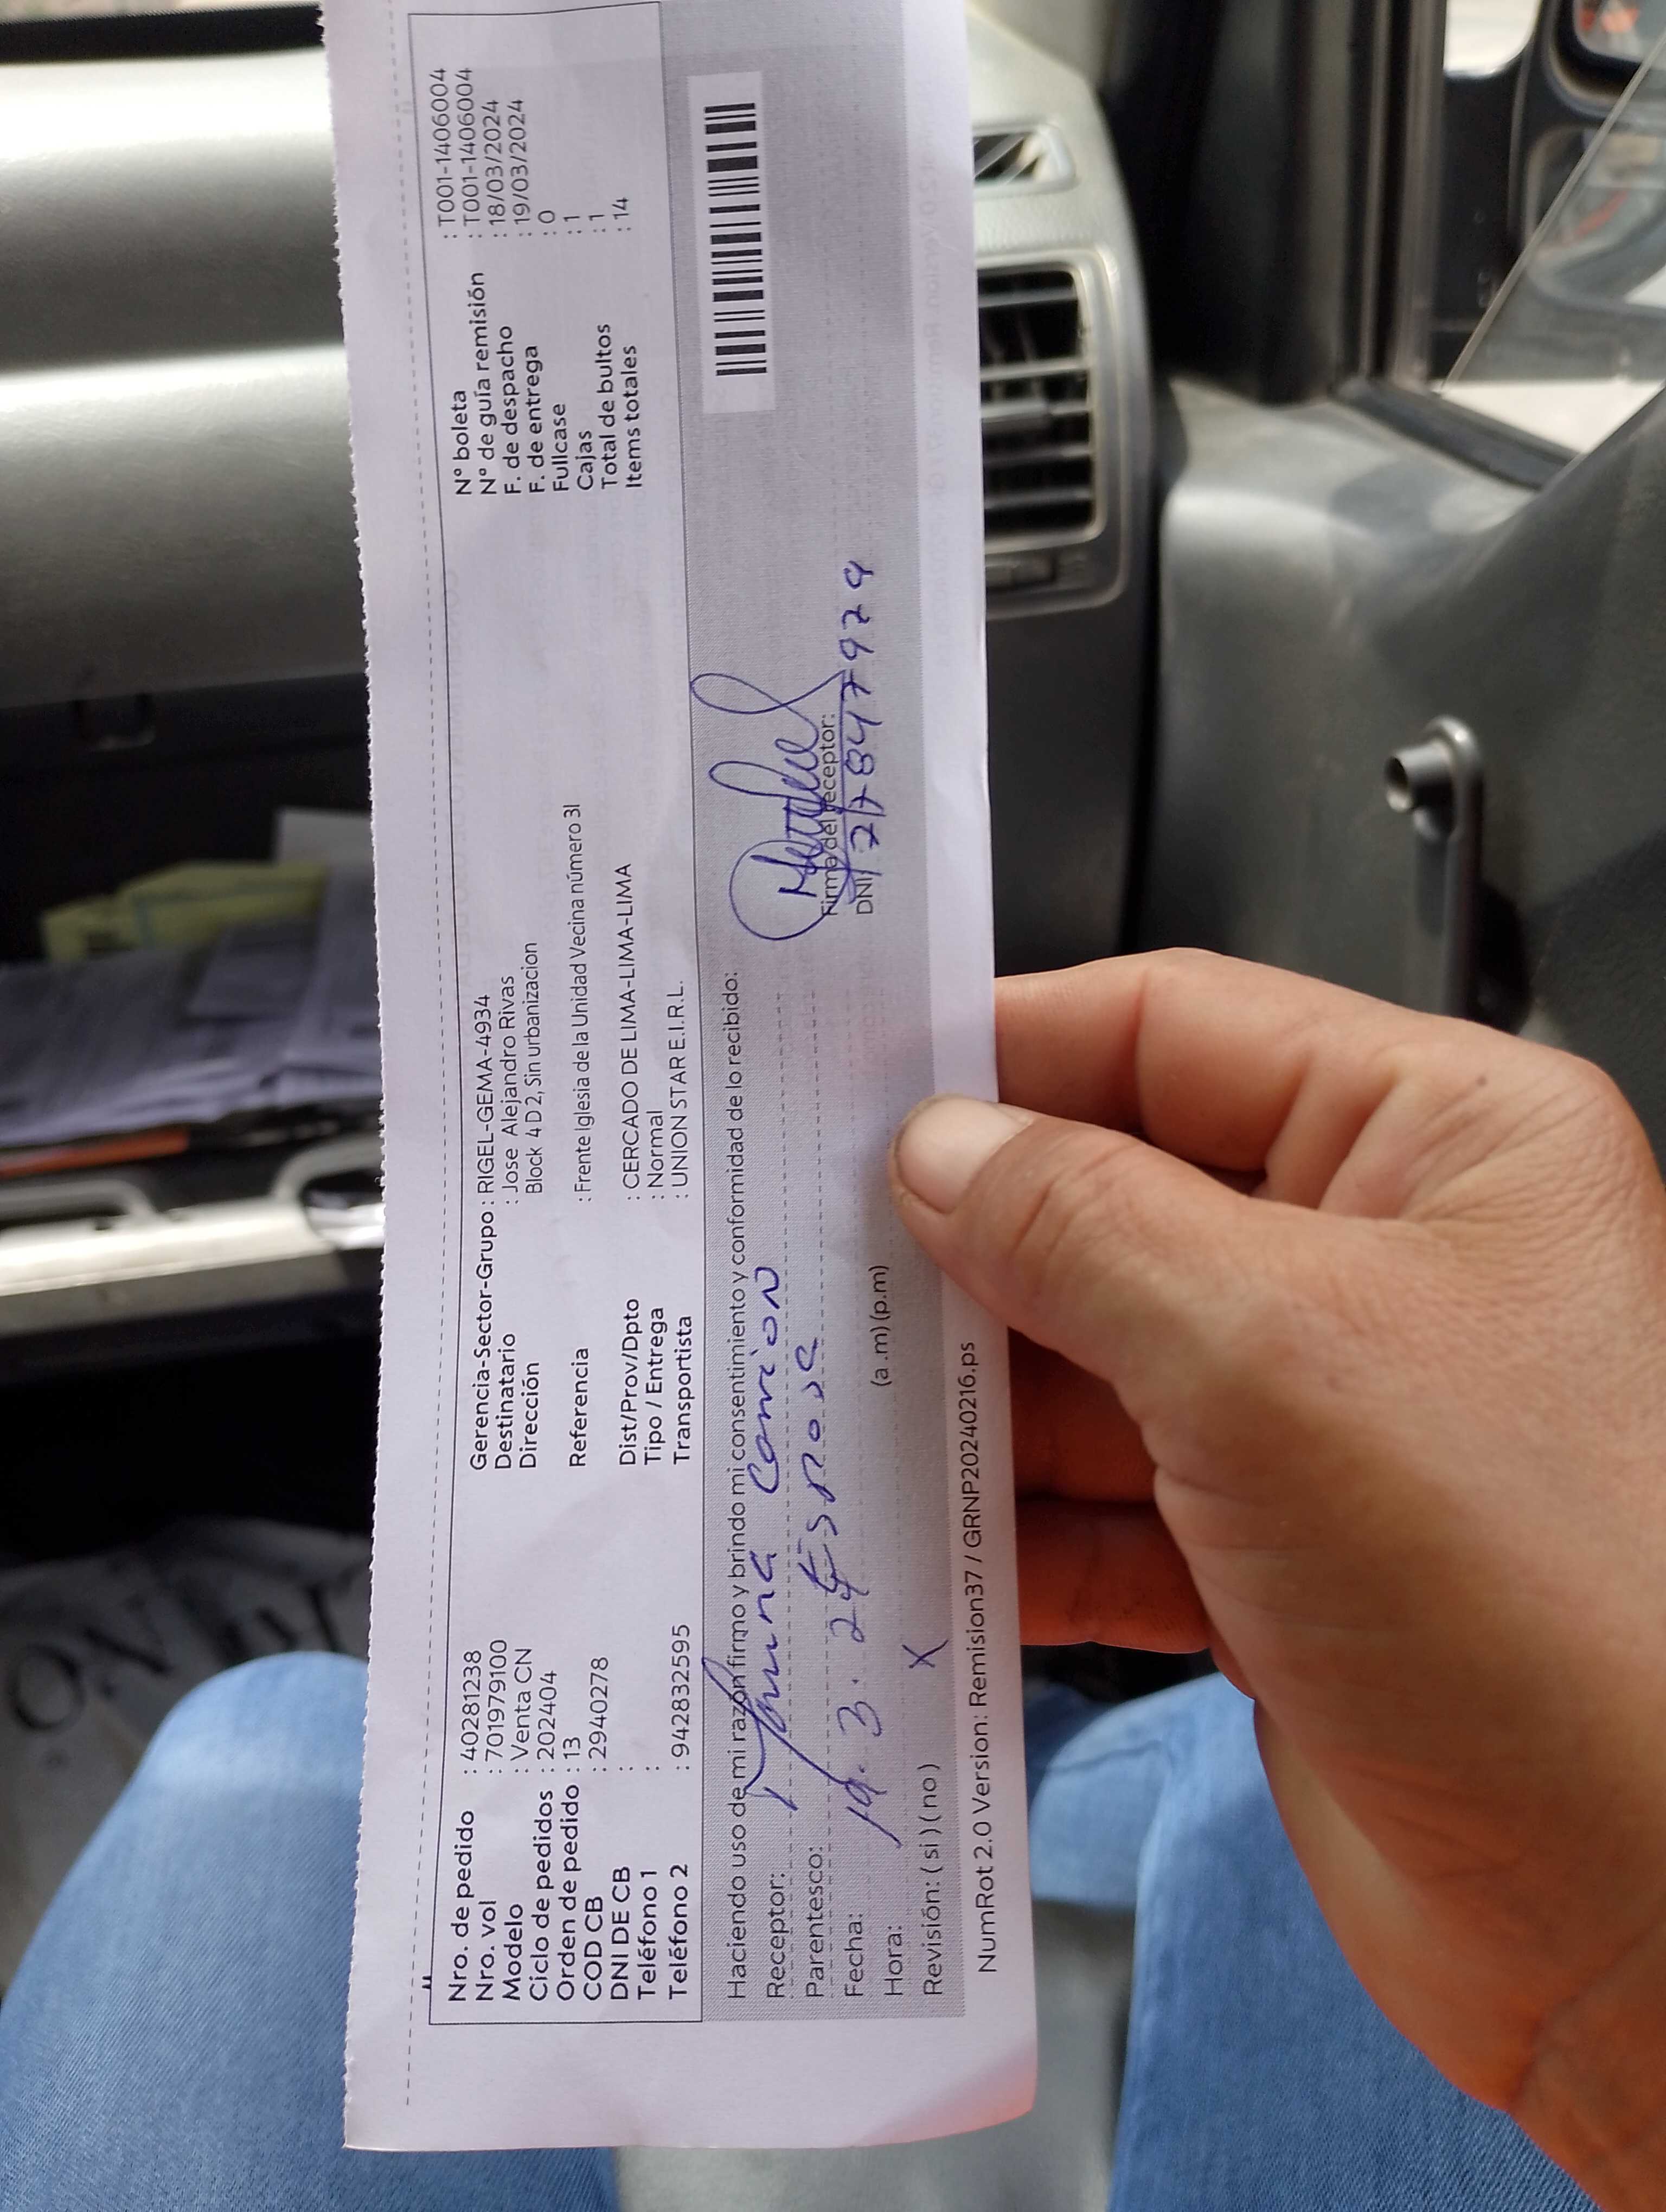 Nro. de pedido : 40281238
Nro. vol : 701979100
Modelo : Venta CN
Ciclo de pedidos : 202404
Orden de pedido : 13
COD CB : 2940278
DNI DE CB :
Teléfono 1 :
Teléfono 2 : 942832595
Gerencia-Sector-Grupo : RIGEL-GEMA-4934
Destinatario : Jose Alejandro Rivas
Dirección Block 4 D 2, Sin urbanizacion
Referencia : Frente Iglesia de la Unidad Vecina número 3I
Dist/Prov/Dpto : CERCADO DE LIMA-LIMA-LIMA
Tipo / Entrega : Normal
Transportista : UNION STAR E.I.R.L.
N° boleta : T001-1406004
N° de guía remisión : T001-1406004
F. de despacho : 18/03/2024
F. de entrega : 19/03/2024
Fullcase : 0
Cajas : 1
Total de bultos : 1
Items totales : 14
Haciendo uso de mi razón firmo y brindo mi consentimiento y conformidad de lo recibido:
Receptor:
Parentesco: Esposa
Fecha: 19. 3. 24
Hora: (a.m)(p.m)
Revisión: (si)(no) X
Firma del receptor:
DNI
NumRot 2.0 Version: Remision37 / GRNP20240216.ps